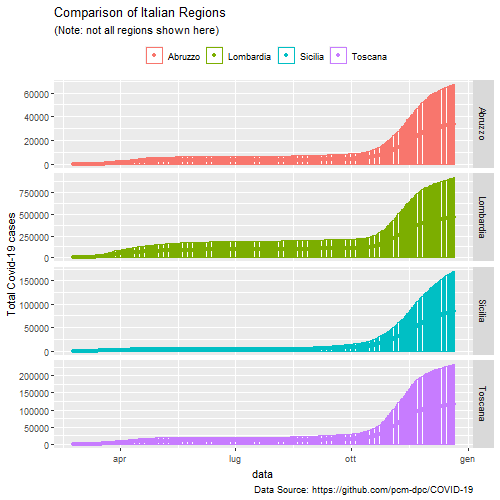 Comparison of Italian Regions
(Note: not all regions shown here)
Abruzzo Lombardia Sicilia Toscana
Total Covid-19 cases
60000
40000
20000
0
Abruzzo
750000
500000
250000
0
Lombardia
150000
100000
50000
0
Sicilia
200000
150000
100000
50000
0
Toscana
apr lug ott gen
data
Data Source: https://github.com/pcm-dpc/COVID-19